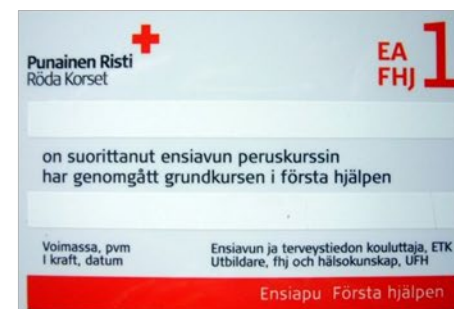 Punainen Risti
Röda Korset
EA
FHJ 1
on suorittanut ensiavun peruskurssin
har genomgått grundkursen i första hjälpen
Voimassa, pvm
I kraft, datum
Ensiavun ja terveystiedon kouluttaja, ETK
Utbildare, fhj och hälsokunskap, UFH
Ensiapu Första hjälpen